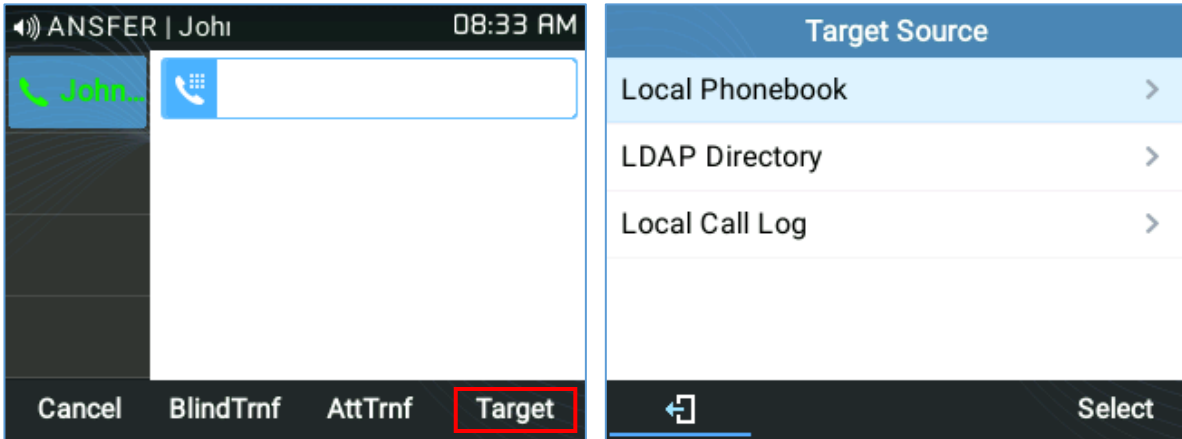 ANSFER | Johı
08:33 AM
John...
Cancel BlindTrnf AttTrnf Target
Target Source
Local Phonebook
LDAP Directory
Local Call Log
Select